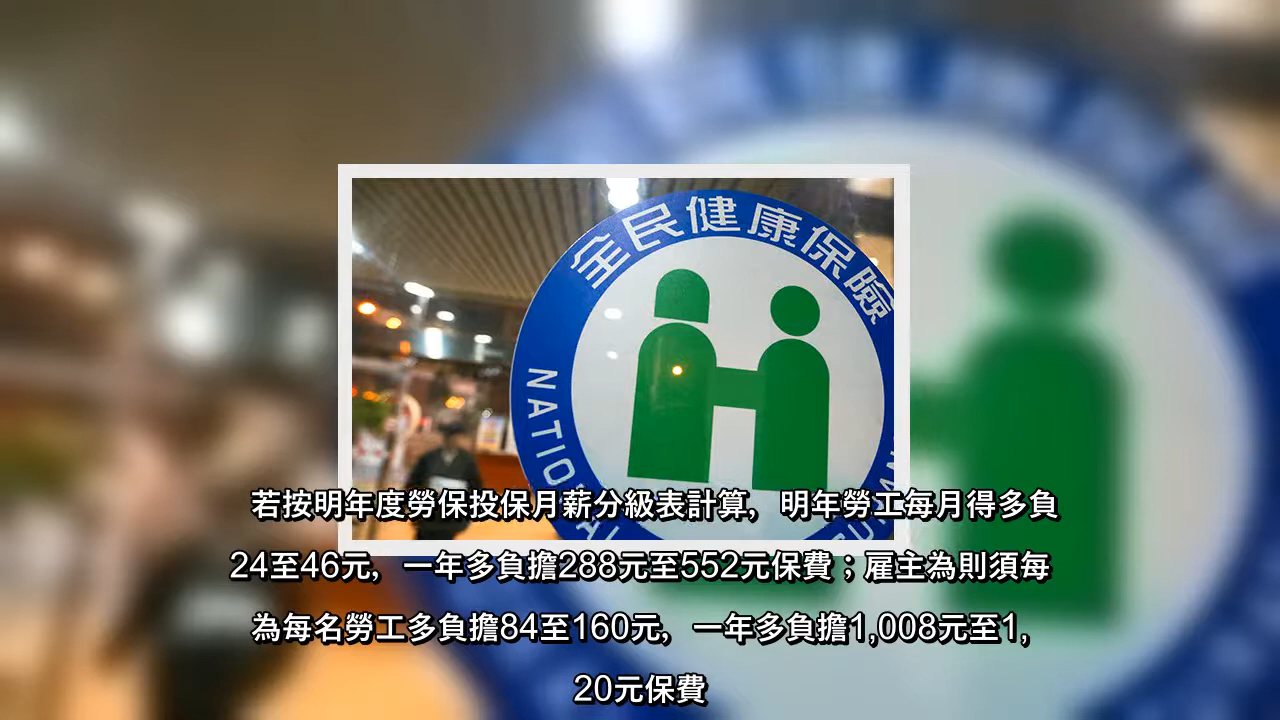 全民健康保險
NATIONAL
若按明年度勞保投保月薪分級表計算，明年勞工每月得多負
24至46元，一年多負擔288元至552元保費；雇主為則須每
為每名勞工多負擔84至160元，一年多負擔1,008元至1,
20元保費